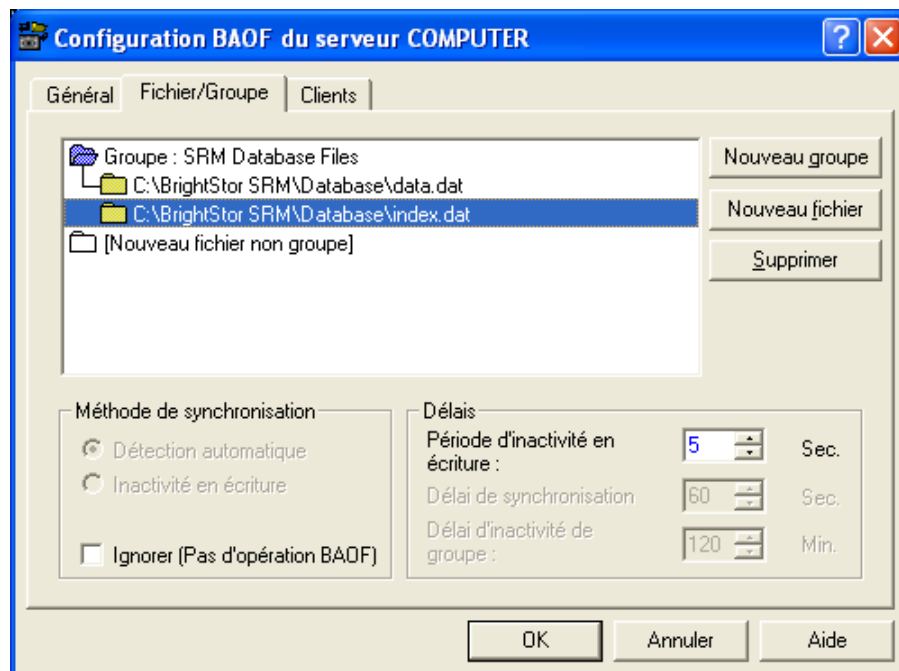 Configuration BAOF du serveur COMPUTER
Général
Fichier/Groupe
Clients
Groupe : SRM Database Files
C:\BrightStor SRM\Database\data.dat
C:\BrightStor SRM\Database\index.dat
[Nouveau fichier non groupe]
Nouveau groupe
Nouveau fichier
Supprimer
Méthode de synchronisation
Détection automatique
Inactivité en écriture
Ignorer (Pas d'opération BAOF)
Délais
Période d'inactivité en
écriture :
5
Sec.
Délai de synchronisation
60
Sec.
Délai d'inactivité de
groupe :
120
Min.
OK
Annuler
Aide